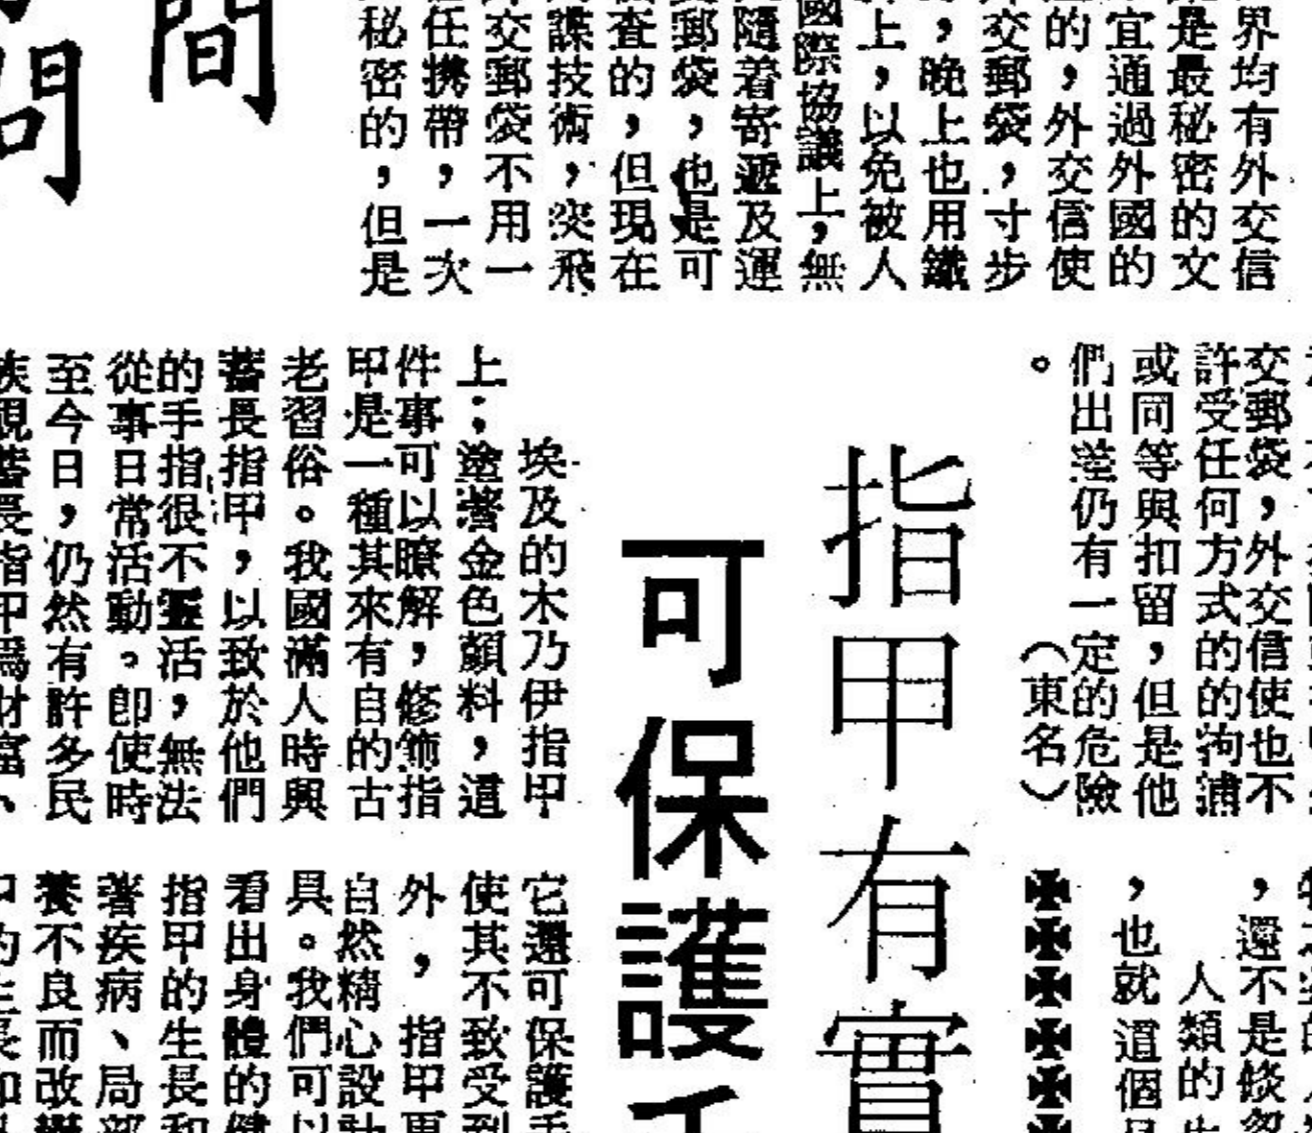 界均有外交信
是最秘密的文
宜通過外國的
的,外交信使
交郵袋,寸步
,晚上也用鐵
上,以免被人
國際協議上,無
隨着寄遞及運
郵袋,也是可
查的,但現在
諜技術,突飛
交郵袋不用一
任携帶,一次
秘密的,但是
間
問
交郵袋,外交信使也不
許受任何方式的的拘浦
或同等與扣留,但是他
們出差仍有一定的危險
。(東名)
指甲有實
可保護
埃及的木乃伊指甲
上;塗著金色顏料,這
件事可以瞭解,修飾指
甲是一種其來有自的古
老習俗。我國滿人時興
蓄長指甲,以致於他們
的手指很不靈活,無法
從事日常活動。即使時
至今日,仍然有許多民
族視蓄長指甲爲財富、
,還不是倏忽
人類的
,也就這個
它還可保護手
使其不致受到
外,指甲更
自然精心設計
具。我們可以
看出身體的健
指甲的生長和
著疾病、局部
養不良而改變